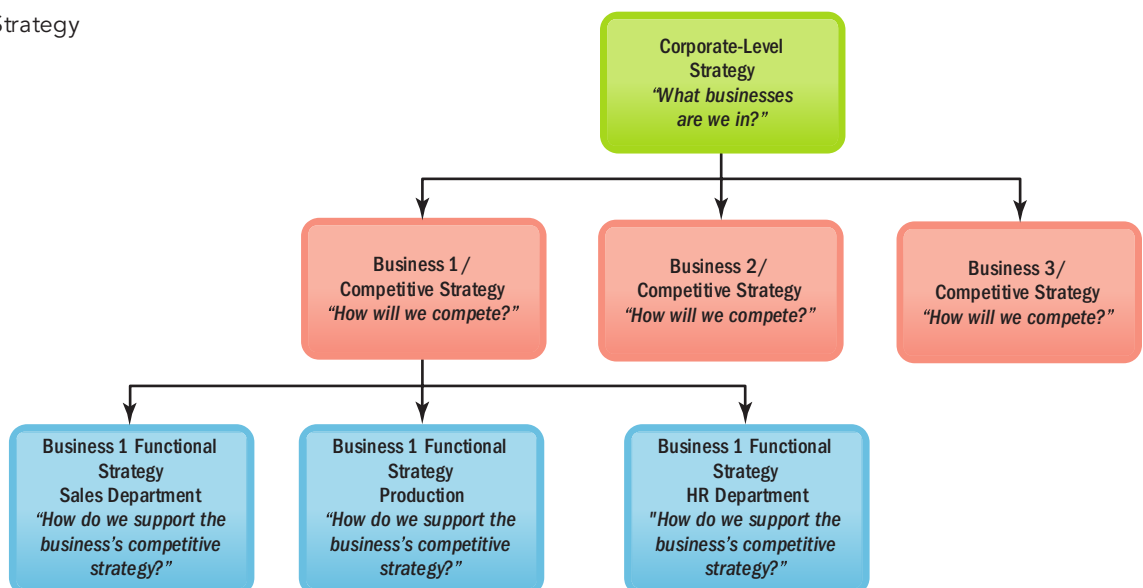 Strategy
Corporate-Level
Strategy
“What businesses
are we in?”
Business 1/
Competitive Strategy
“How will we compete?”
Business 2/
Competitive Strategy
“How will we compete?”
Business 3/
Competitive Strategy
“How will we compete?”
Business 1 Functional
Strategy
Sales Department
“How do we support the
business’s competitive
strategy?”
Business 1 Functional
Strategy
Production
“How do we support the
business’s competitive
strategy?”
Business 1 Functional
Strategy
HR Department
"How do we support the
business’s competitive
strategy?”